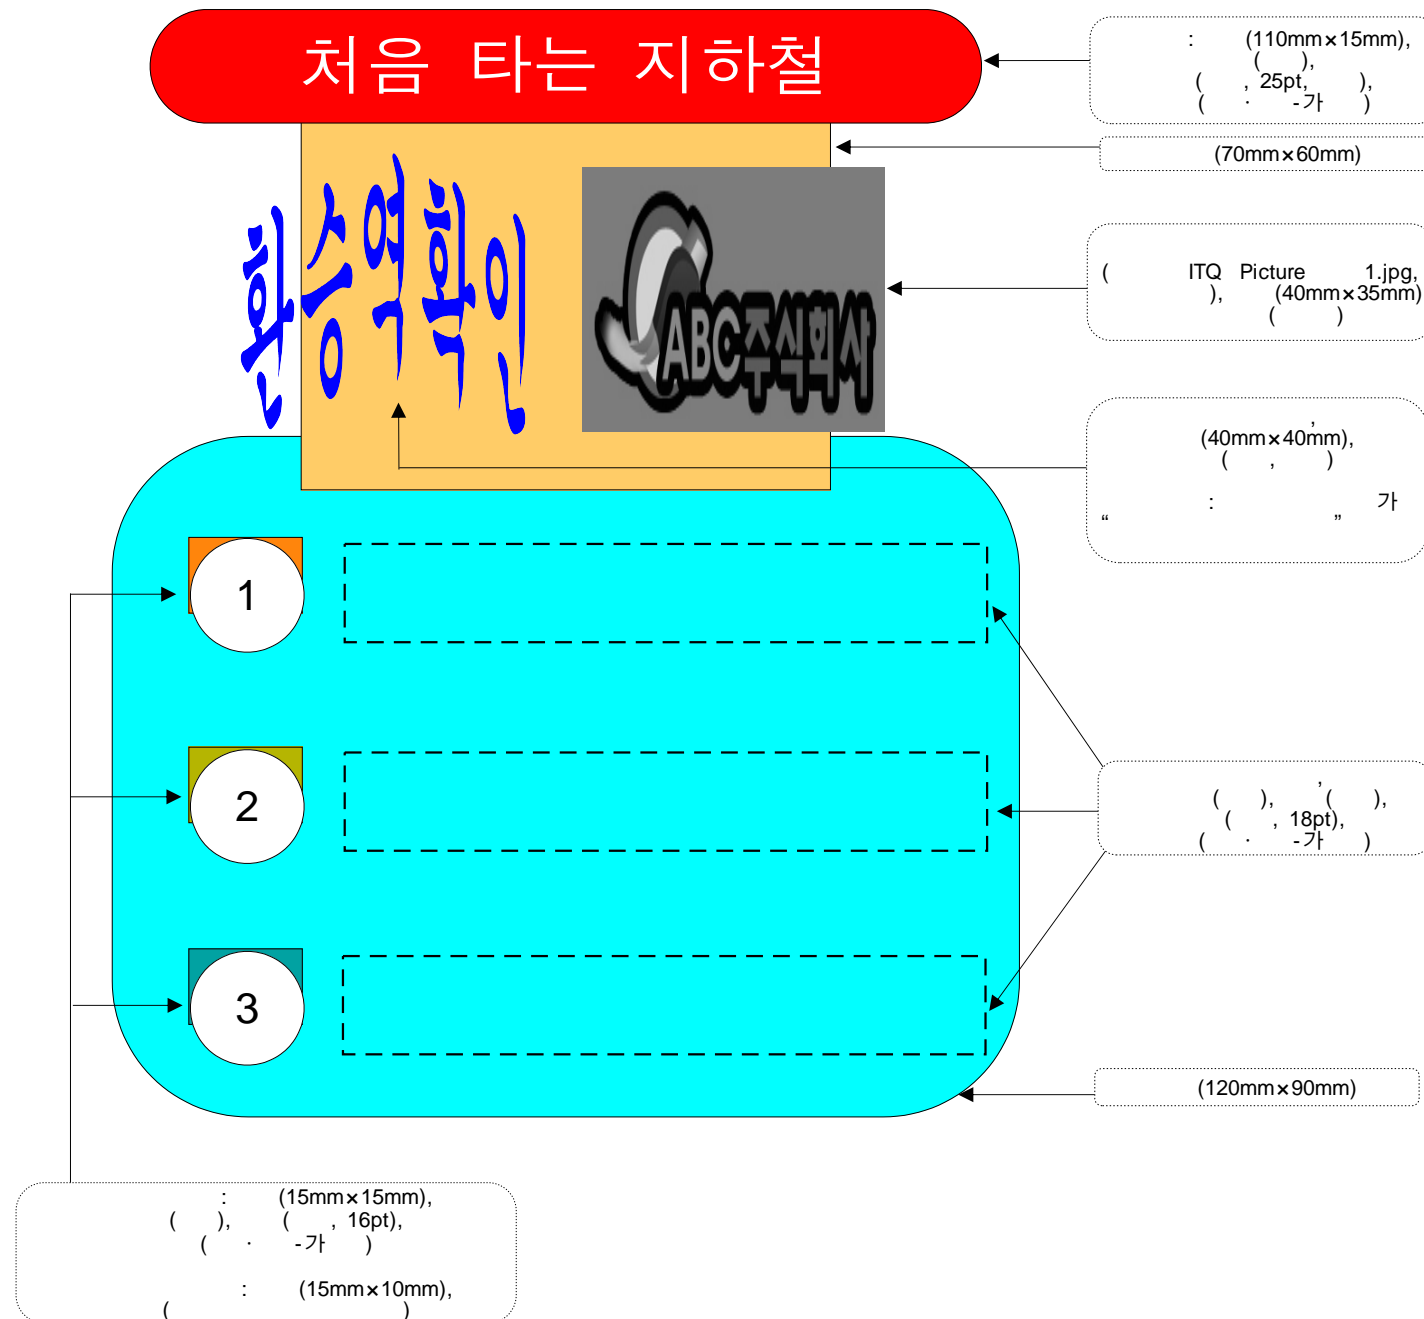 처음 타는 지하철
: (110mm×15mm),
( ),
( , 25pt, ),
( · -가 )
(70mm×60mm)
환승역확인
ABC주식회사
( ITQ Picture 1.jpg,
), (40mm×35mm)
( )
,
(40mm×40mm),
( , )
: 가
“ ”
1
2
,
( ), ( ),
( , 18pt),
( · -가 )
3
(120mm×90mm)
: (15mm×15mm),
( ), ( , 16pt),
( · -가 )
: (15mm×10mm),
( )